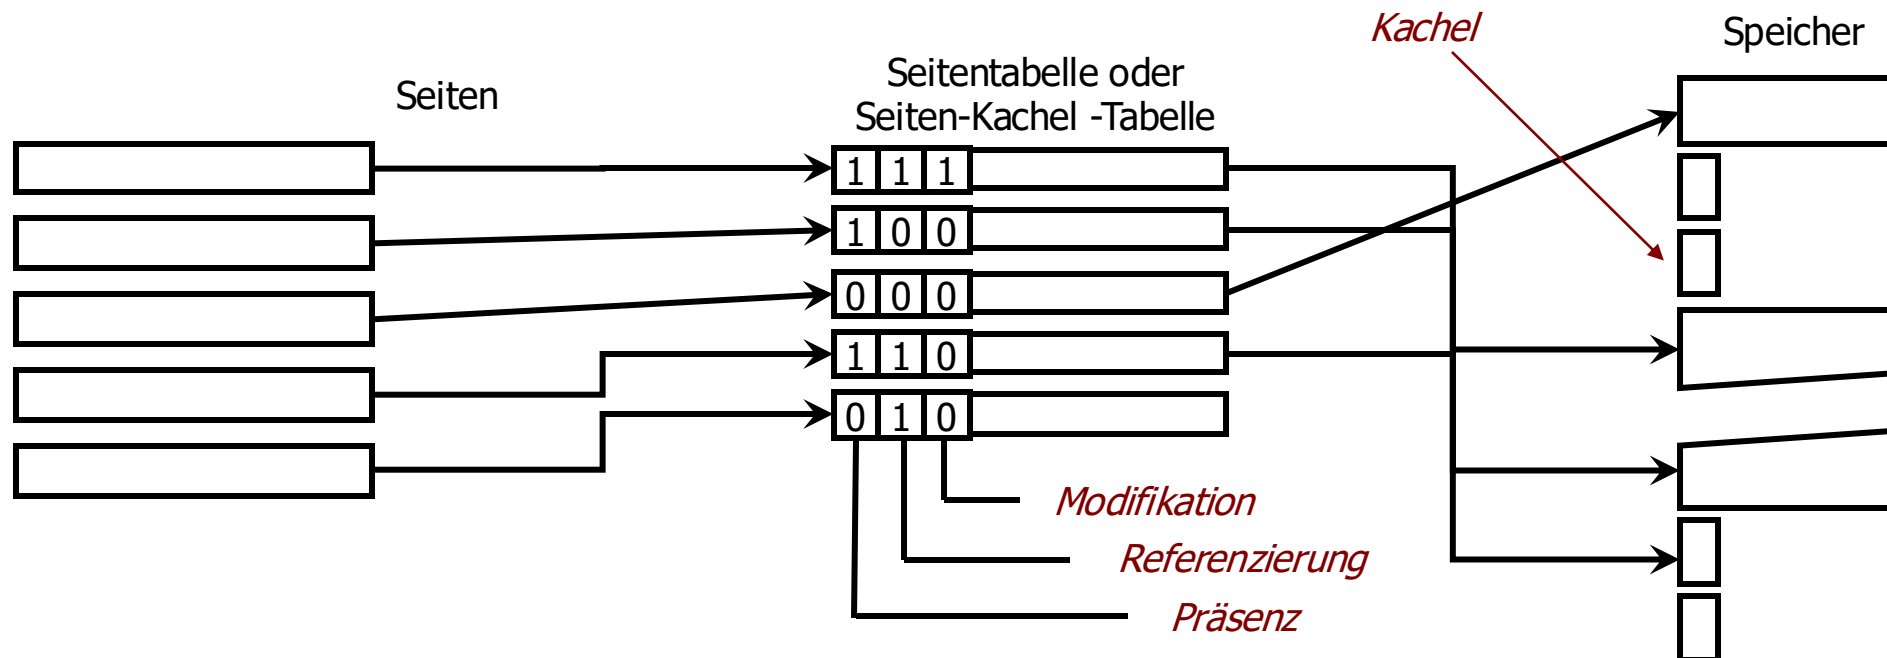 Kachel
Speicher
Seiten
Seitentabelle oder
Seiten-Kachel -Tabelle
1 1 1
1 0 0
0 0 0
1 1 0
0 1 0
Modifikation
Referenzierung
Präsenz